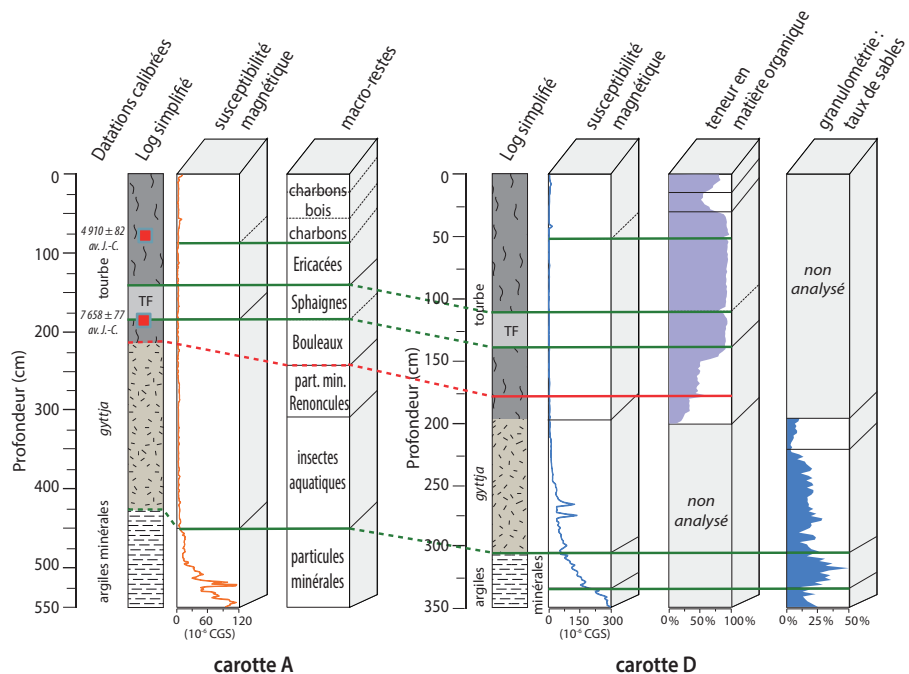 Datations calibrées
Log simplifié
susceptibilité
magnétique
macro-restes
Log simplifié
susceptibilité
magnétique
teneur en
matière organique
granulométrie :
taux de sables
Profondeur (cm)
0
100
200
300
400
500
550
4 910 ± 82
av. J.-C.
7 658 ± 77
av. J.-C.
tourbe
gyttja
argiles minérales
TF
charbons
bois
charbons
Ericacées
Sphaignes
Bouleaux
part. min.
Renoncules
insectes
aquatiques
particules
minérales
0 60 120
(10⁻⁶ CGS)
carotte A
Profondeur (cm)
0
50
100
150
200
250
300
350
tourbe
gyttja
argiles
minérales
TF
0 150 300
(10⁻⁶ CGS)
non
analysé
0 % 50 % 100 %
non
analysé
0 % 25 % 50 %
carotte D